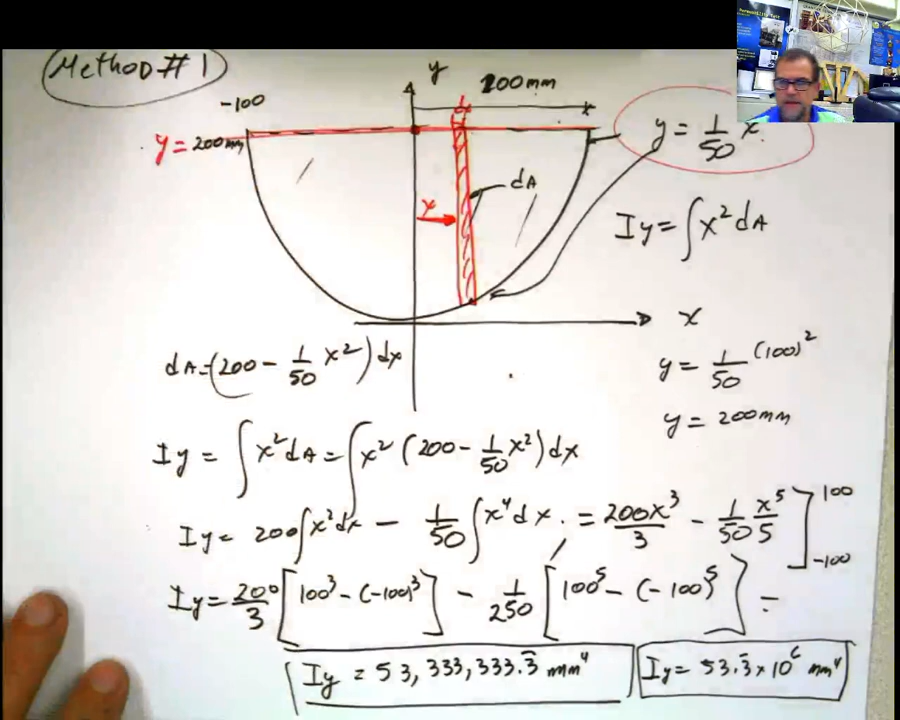 Method # 1
y
-100
200mm
y = 200mm
y = 1/50 x
dA
x
Iy = ∫ x² dA
x
dA = (200 - 1/50 x²) dx
y = 1/50 (100)²
y = 200mm
Iy = ∫ x² dA = ∫ x² (200 - 1/50 x²) dx
Iy = 200 ∫ x² dx - 1/50 ∫ x⁴ dx = 200x³/3 - 1/50 x⁵/5 ] 100 -100
Iy = 200/3 [100³ - (-100)³] - 1/250 [100⁵ - (-100)⁵] =
Iy = 53,333,333.3̄ mm⁴
Iy = 53.3̄ x 10⁶ mm⁴